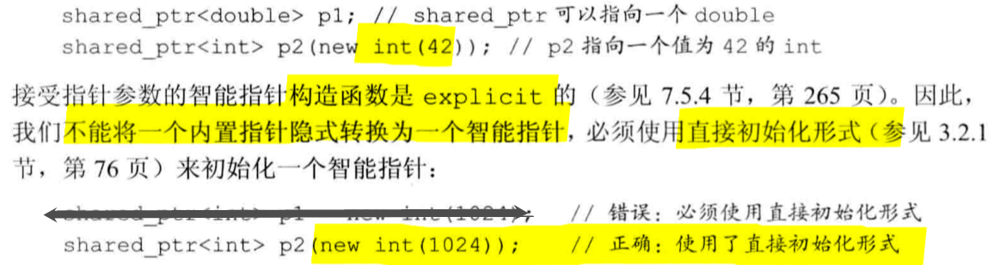 shared_ptr<double> p1; // shared_ptr 可以指向一个 double
shared_ptr<int> p2(new int(42)); // p2 指向一个值为 42 的 int
接受指针参数的智能指针构造函数是 explicit 的（参见 7.5.4 节，第 265 页）。因此，
我们不能将一个内置指针隐式转换为一个智能指针，必须使用直接初始化形式（参见 3.2.1
节，第 76 页）来初始化一个智能指针：
shared_ptr<int> p1 = new int(1024); // 错误：必须使用直接初始化形式
shared_ptr<int> p2(new int(1024)); // 正确：使用了直接初始化形式